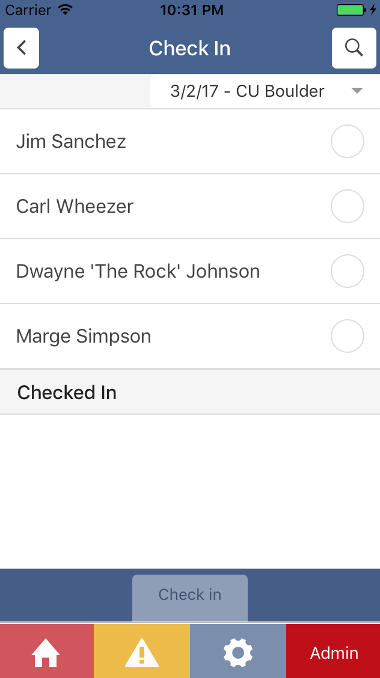 Carrier 10:31 PM
Check In
3/2/17 - CU Boulder
Jim Sanchez
Carl Wheezer
Dwayne 'The Rock' Johnson
Marge Simpson
Checked In
Check in
Admin